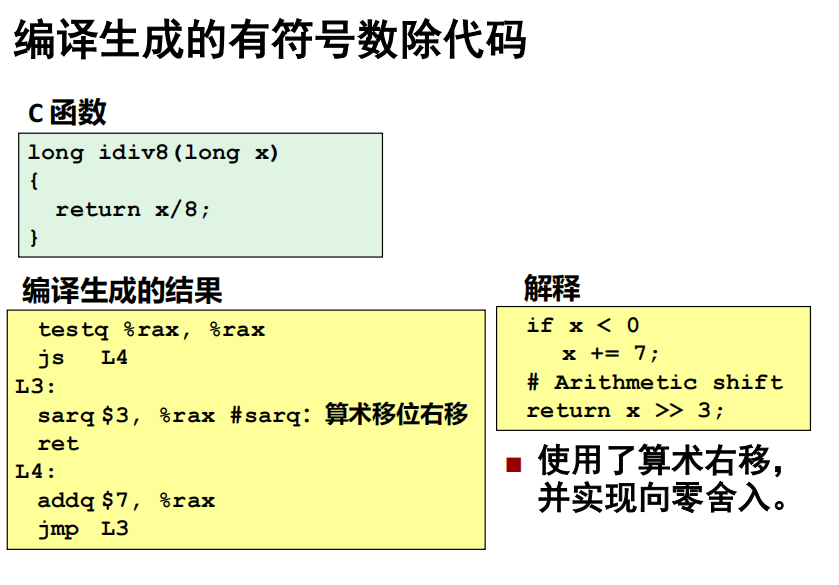 编译生成的有符号数除代码
C 函数
long idiv8(long x)
{
  return x/8;
}
编译生成的结果
testq %rax, %rax
js L4
L3:
sarq $3, %rax #sarq：算术移位右移
ret
L4:
addq $7, %rax
jmp L3
解释
if x < 0
  x += 7;
# Arithmetic shift
return x >> 3;
■ 使用了算术右移，
并实现向零舍入。